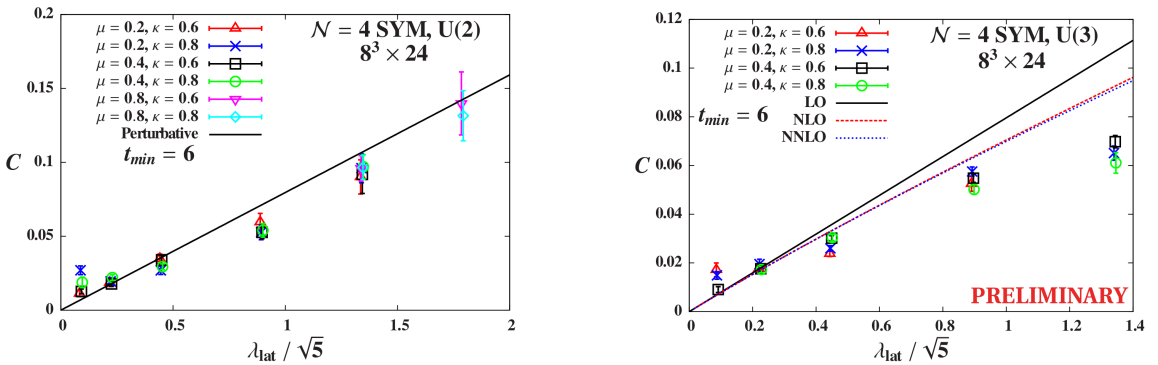 0.2
0.15
0.1
0.05
0
C
μ = 0.2, κ = 0.6
μ = 0.2, κ = 0.8
μ = 0.4, κ = 0.6
μ = 0.4, κ = 0.8
μ = 0.8, κ = 0.6
μ = 0.8, κ = 0.8
Perturbative
t_min = 6
𝒩 = 4 SYM, U(2)
8³ × 24
0 0.5 1 1.5 2
λ_lat / √5
0.12
0.1
0.08
0.06
0.04
0.02
0
C
μ = 0.2, κ = 0.6
μ = 0.2, κ = 0.8
μ = 0.4, κ = 0.6
μ = 0.4, κ = 0.8
LO
NLO
NNLO
t_min = 6
𝒩 = 4 SYM, U(3)
8³ × 24
PRELIMINARY
0 0.2 0.4 0.6 0.8 1 1.2 1.4
λ_lat / √5